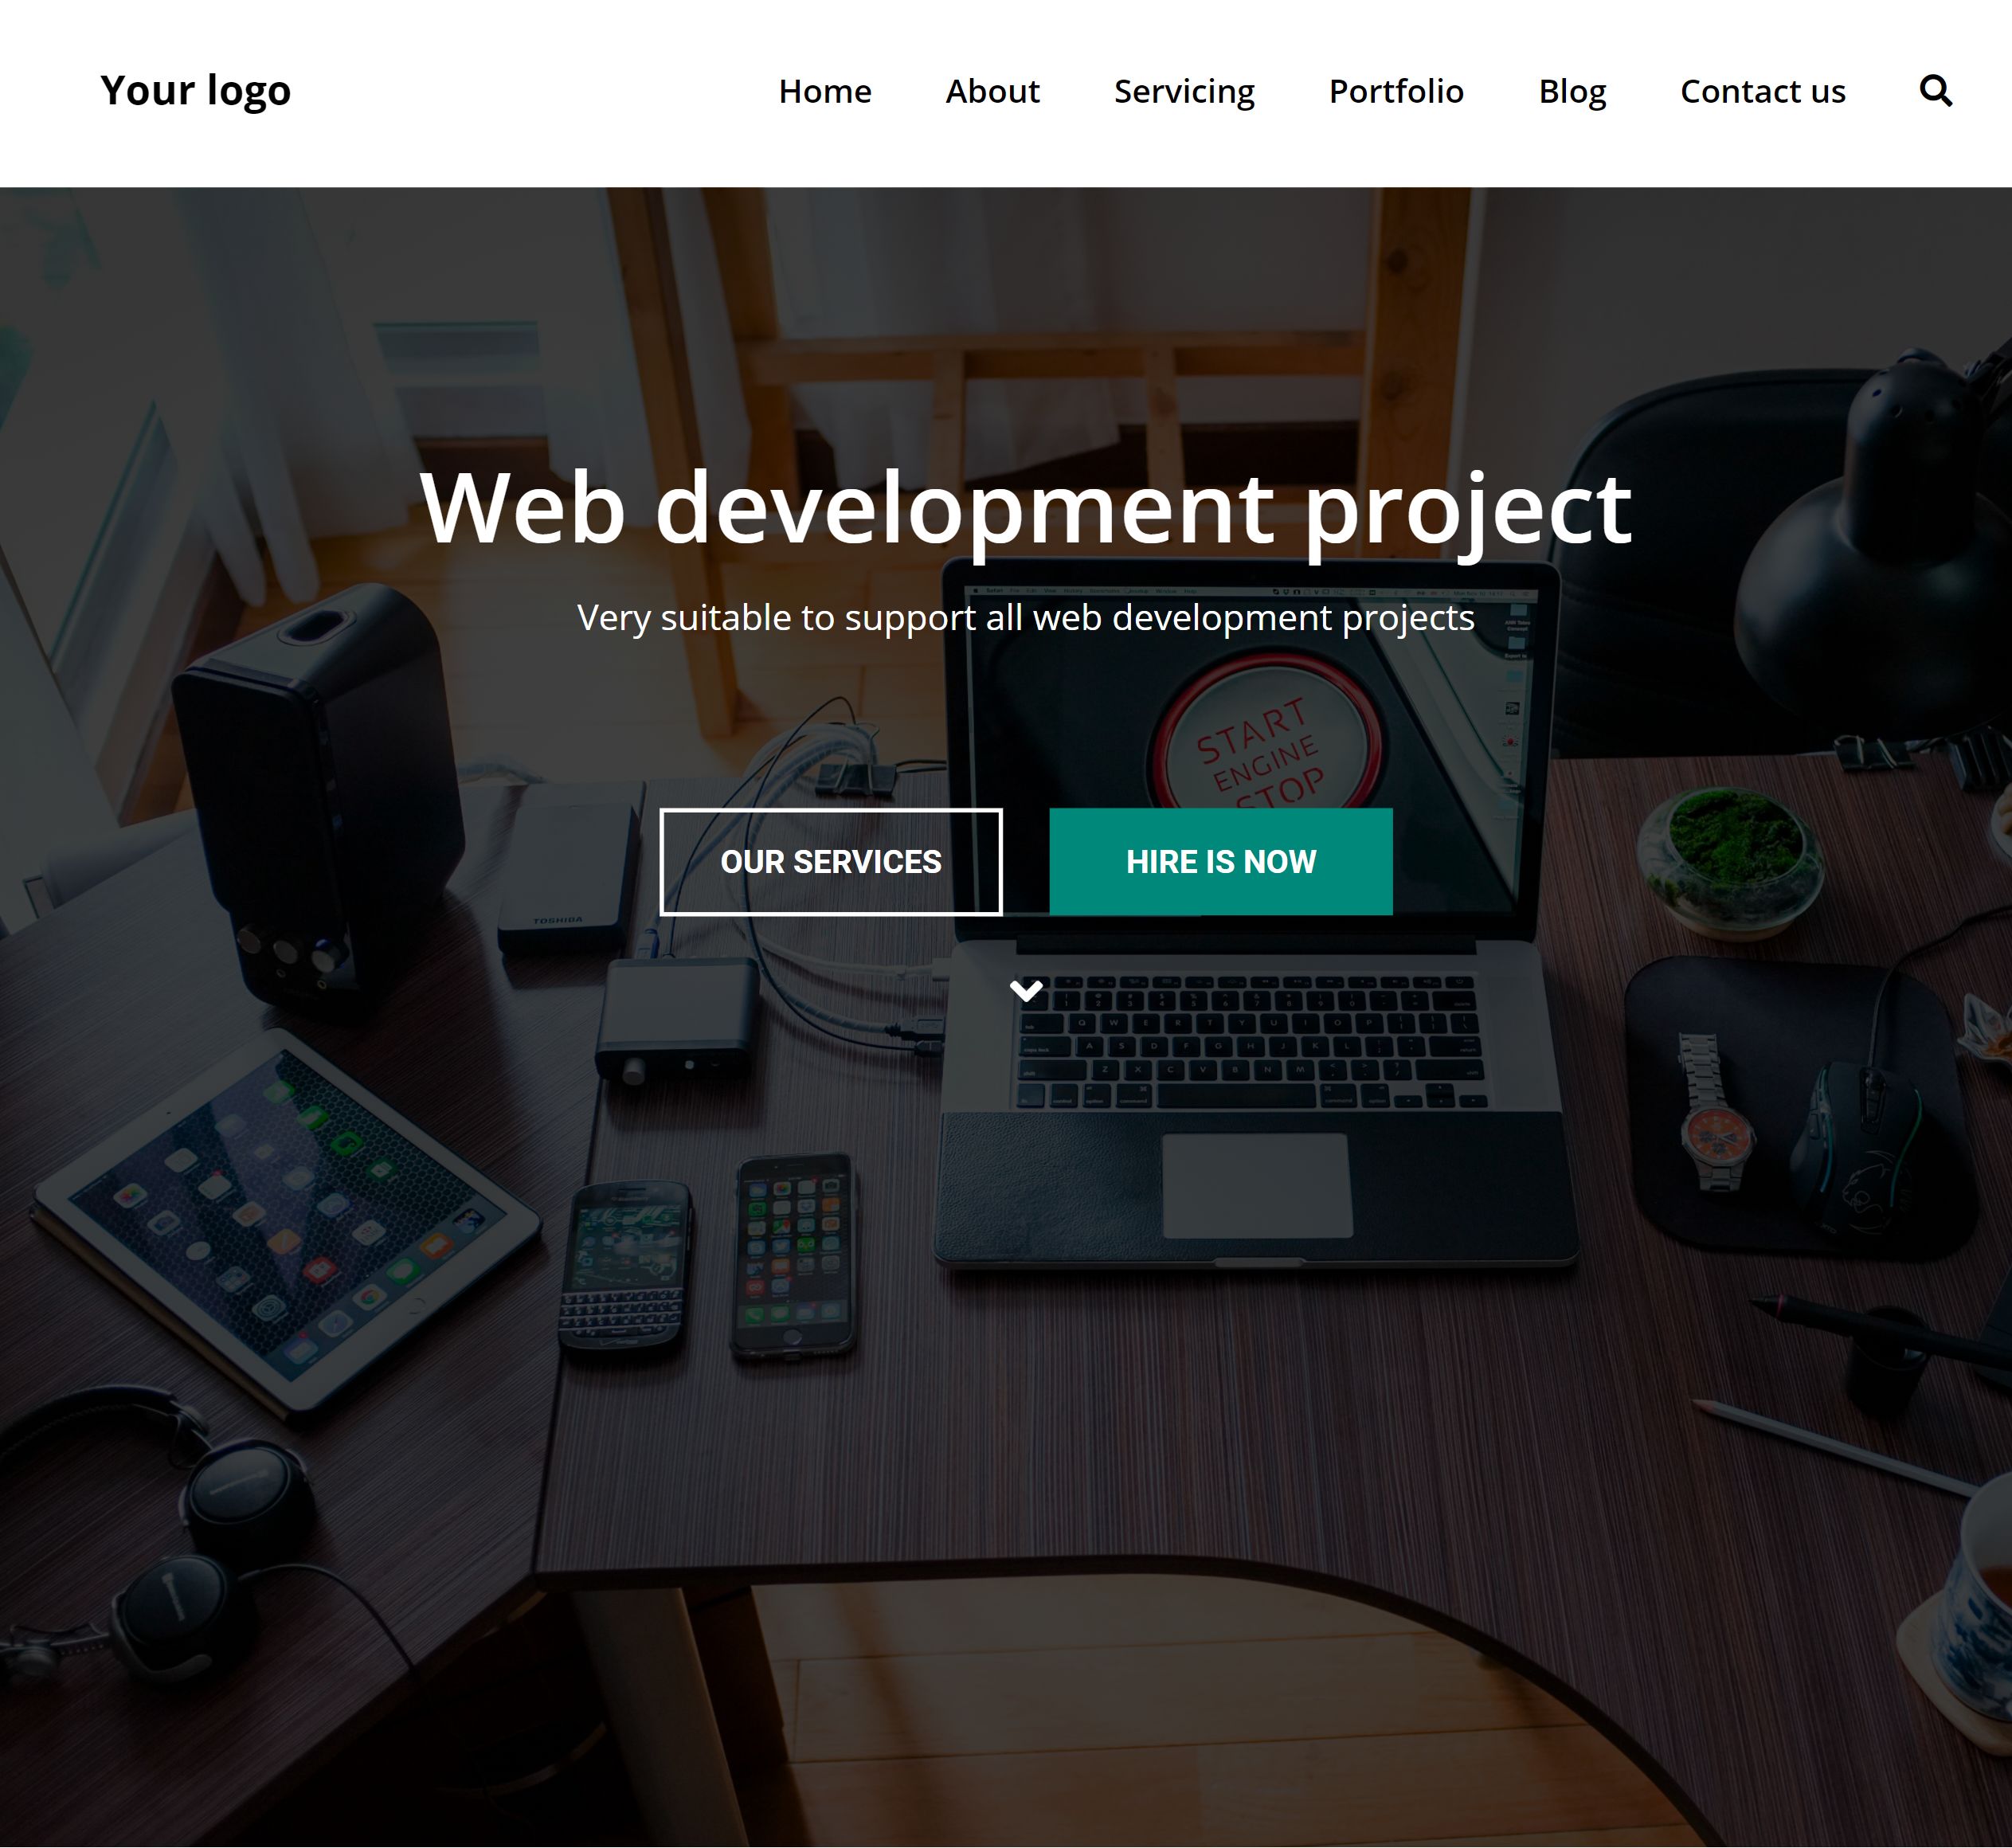 Your logo
Home About Servicing Portfolio Blog Contact us
Web development project
Very suitable to support all web development projects
START
ENGINE
STOP
OUR SERVICES HIRE IS NOW
TOSHIBA